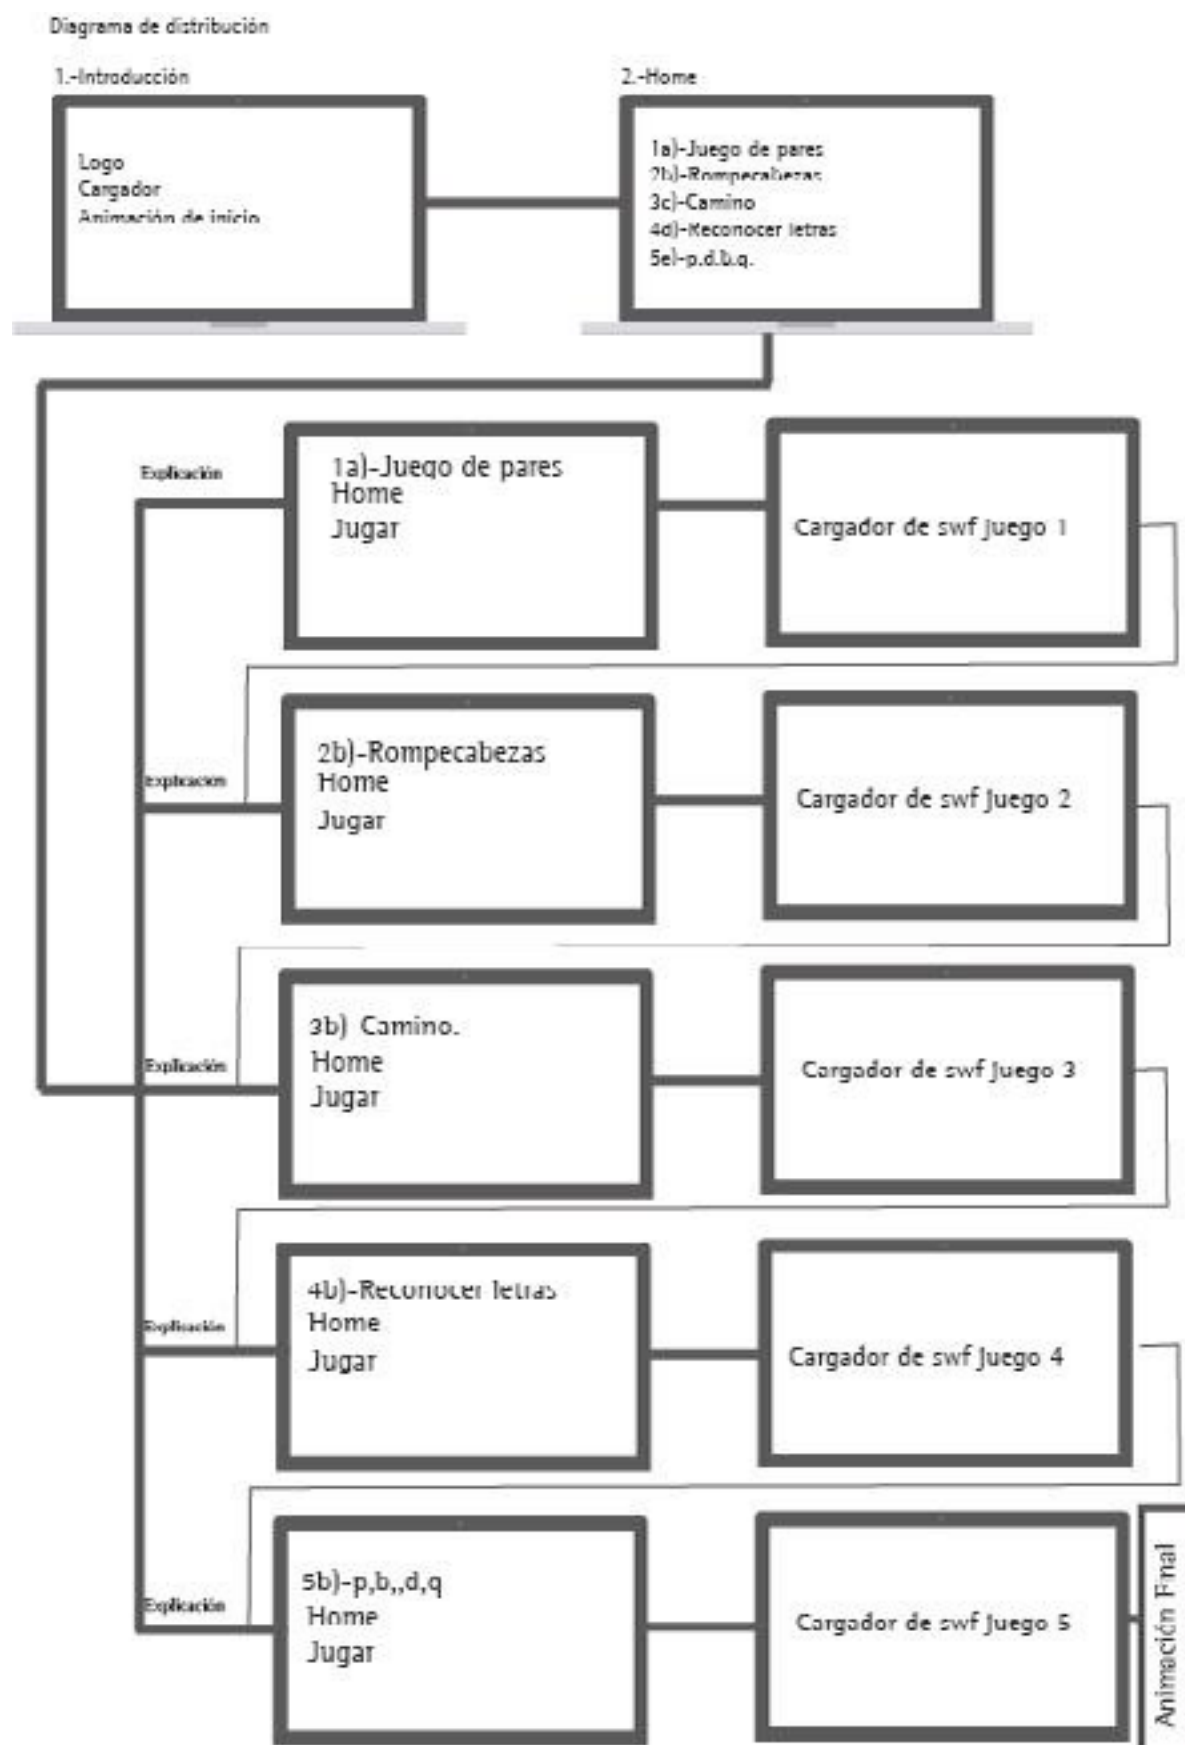 Diagrama de distribución
1.-Introducción
2.-Home
Logo
Cargador
Animación de inicio
1a)-Juego de pares
2b)-Rompecabezas
3c)-Camino
4d)-Reconocer letras
5e)-p.d.b.q.
Explicación
1a)-Juego de pares
Home
Jugar
Cargador de swf Juego 1
Explicación
2b)-Rompecabezas
Home
Jugar
Cargador de swf Juego 2
Explicación
3b) Camino.
Home
Jugar
Cargador de swf Juego 3
Explicación
4b)-Reconocer letras
Home
Jugar
Cargador de swf Juego 4
Explicación
5b)-p,b,,d,q
Home
Jugar
Cargador de swf Juego 5
Animación Fnal